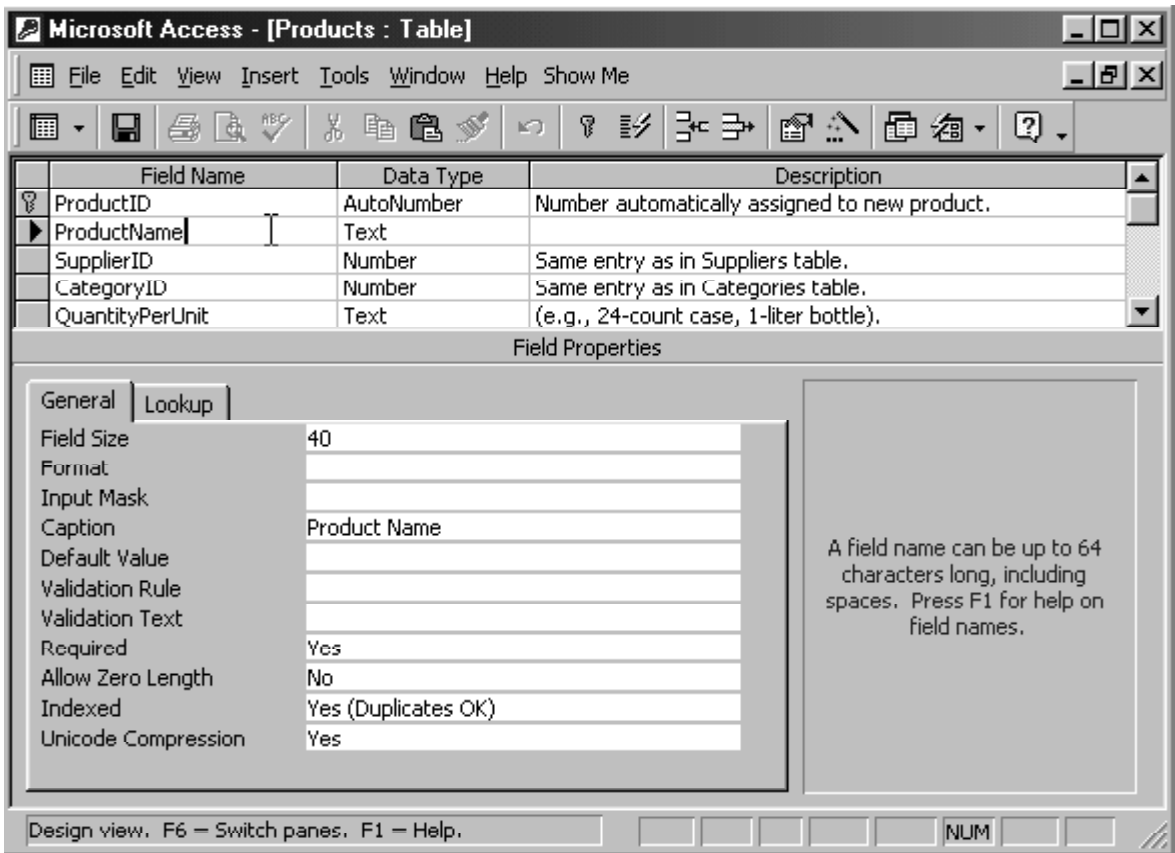 Microsoft Access - [Products : Table]
File Edit View Insert Tools Window Help Show Me
ABC
Field Name Data Type Description
ProductID AutoNumber Number automatically assigned to new product.
ProductName Text
SupplierID Number Same entry as in Suppliers table.
CategoryID Number Same entry as in Categories table.
QuantityPerUnit Text (e.g., 24-count case, 1-liter bottle).
Field Properties
General Lookup
Field Size 40
Format
Input Mask
Caption Product Name
Default Value
Validation Rule
Validation Text
Required Yes
Allow Zero Length No
Indexed Yes (Duplicates OK)
Unicode Compression Yes
A field name can be up to 64
characters long, including
spaces. Press F1 for help on
field names.
Design view. F6 = Switch panes. F1 = Help. NUM